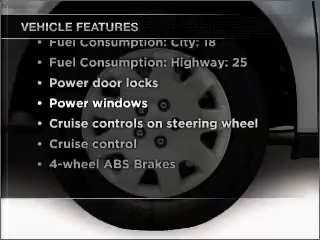 VEHICLE FEATURES
• Fuel Consumption: City: 18
• Fuel Consumption: Highway: 25
• Power door locks
• Power windows
• Cruise controls on steering wheel
• Cruise control
• 4-wheel ABS Brakes